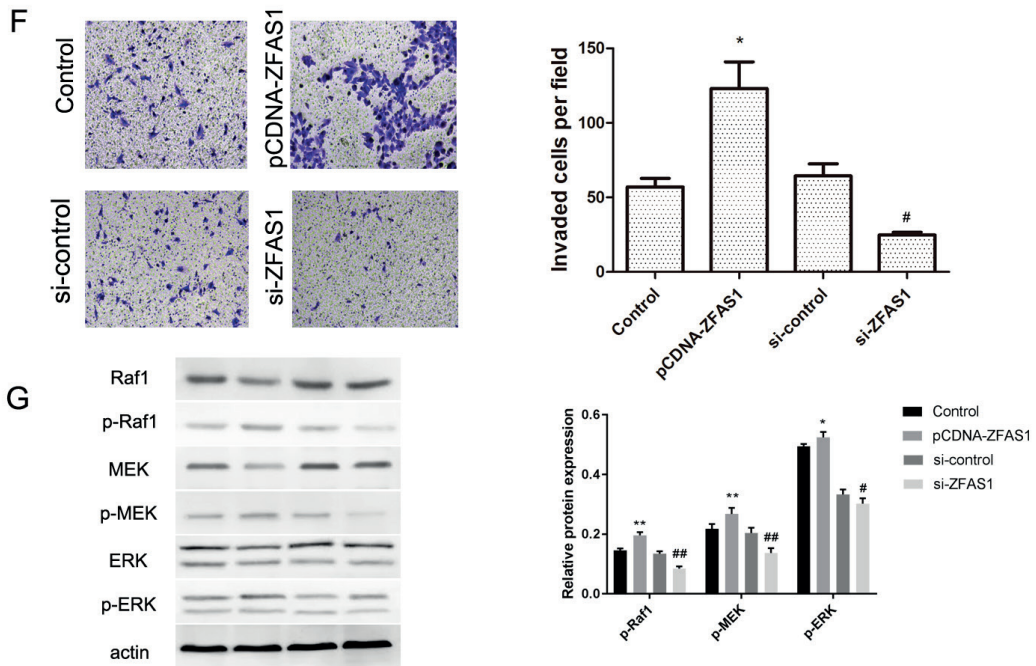 F
Control
pCDNA-ZFAS1
si-control
si-ZFAS1
Invaded cells per field
150
100
50
0
*
#
Control
pCDNA-ZFAS1
si-control
si-ZFAS1
G
Raf1
p-Raf1
MEK
p-MEK
ERK
p-ERK
actin
Relative protein expression
0.6
0.4
0.2
0.0
**
##
**
##
*
#
p-Raf1
p-MEK
p-ERK
Control
pCDNA-ZFAS1
si-control
si-ZFAS1